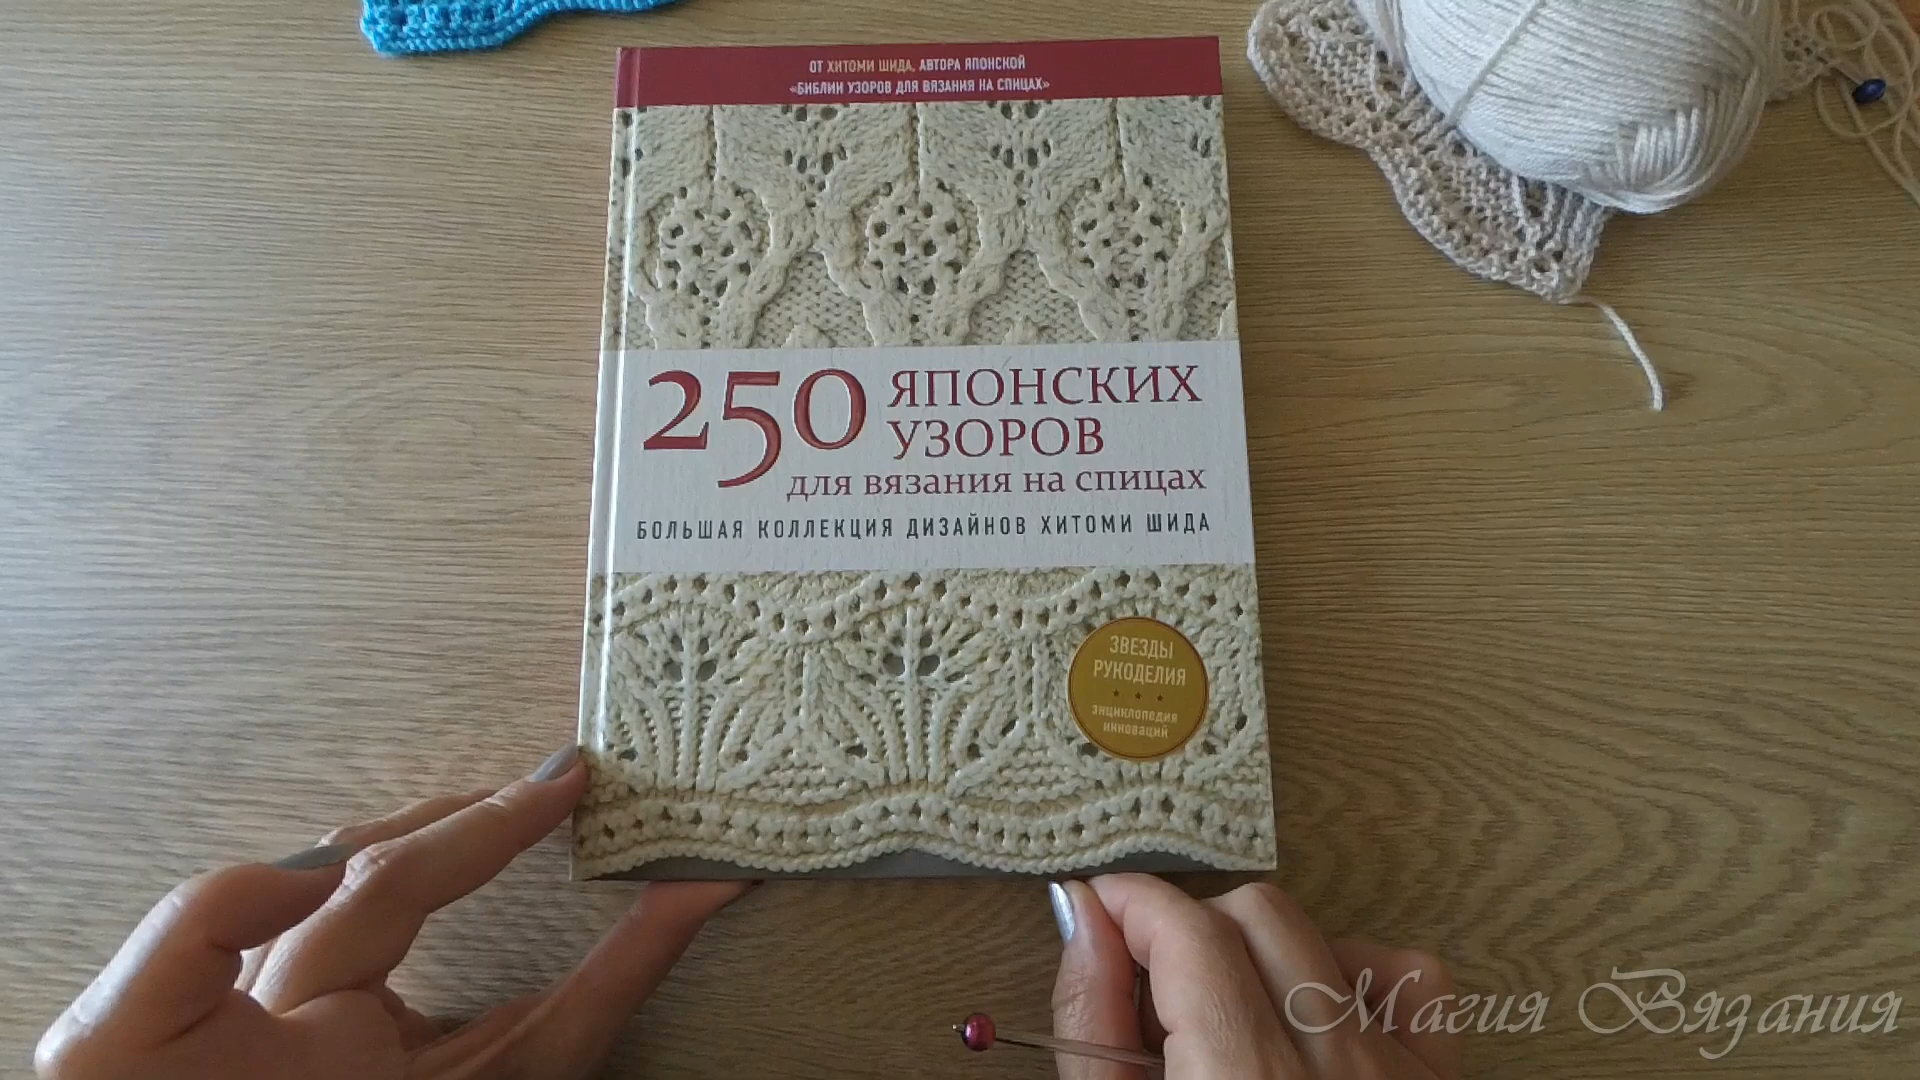 ОТ ХИТОМИ ШИДА, АВТОРА ЯПОНСКОЙ
«БИБЛИИ УЗОРОВ ДЛЯ ВЯЗАНИЯ НА СПИЦАХ»
250 ЯПОНСКИХ
УЗОРОВ
для вязания на спицах
БОЛЬШАЯ КОЛЛЕКЦИЯ ДИЗАЙНОВ ХИТОМИ ШИДА
ЗВЕЗДЫ
РУКОДЕЛИЯ
ЭНЦИКЛОПЕДИЯ
ИННОВАЦИЙ
Магия Вязания